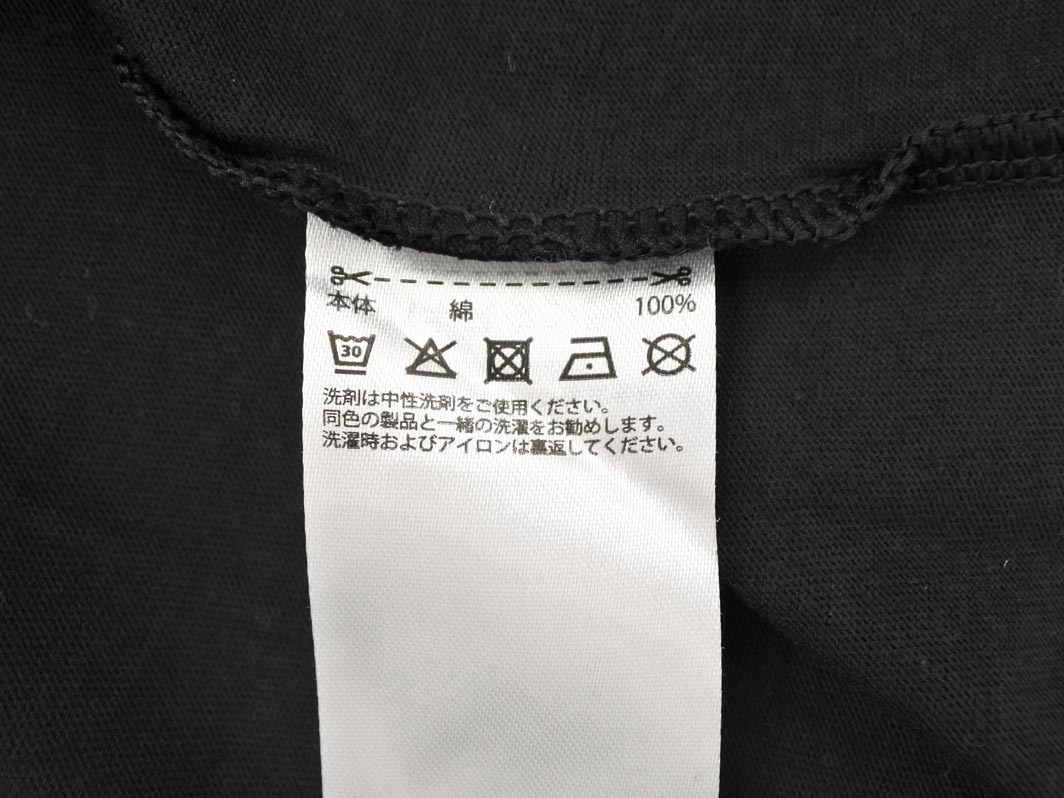 本体 綿 100%
30
洗剤は中性洗剤をご使用ください。
同色の製品と一緒の洗濯をお勧めします。
洗濯時およびアイロンは裏返してください。